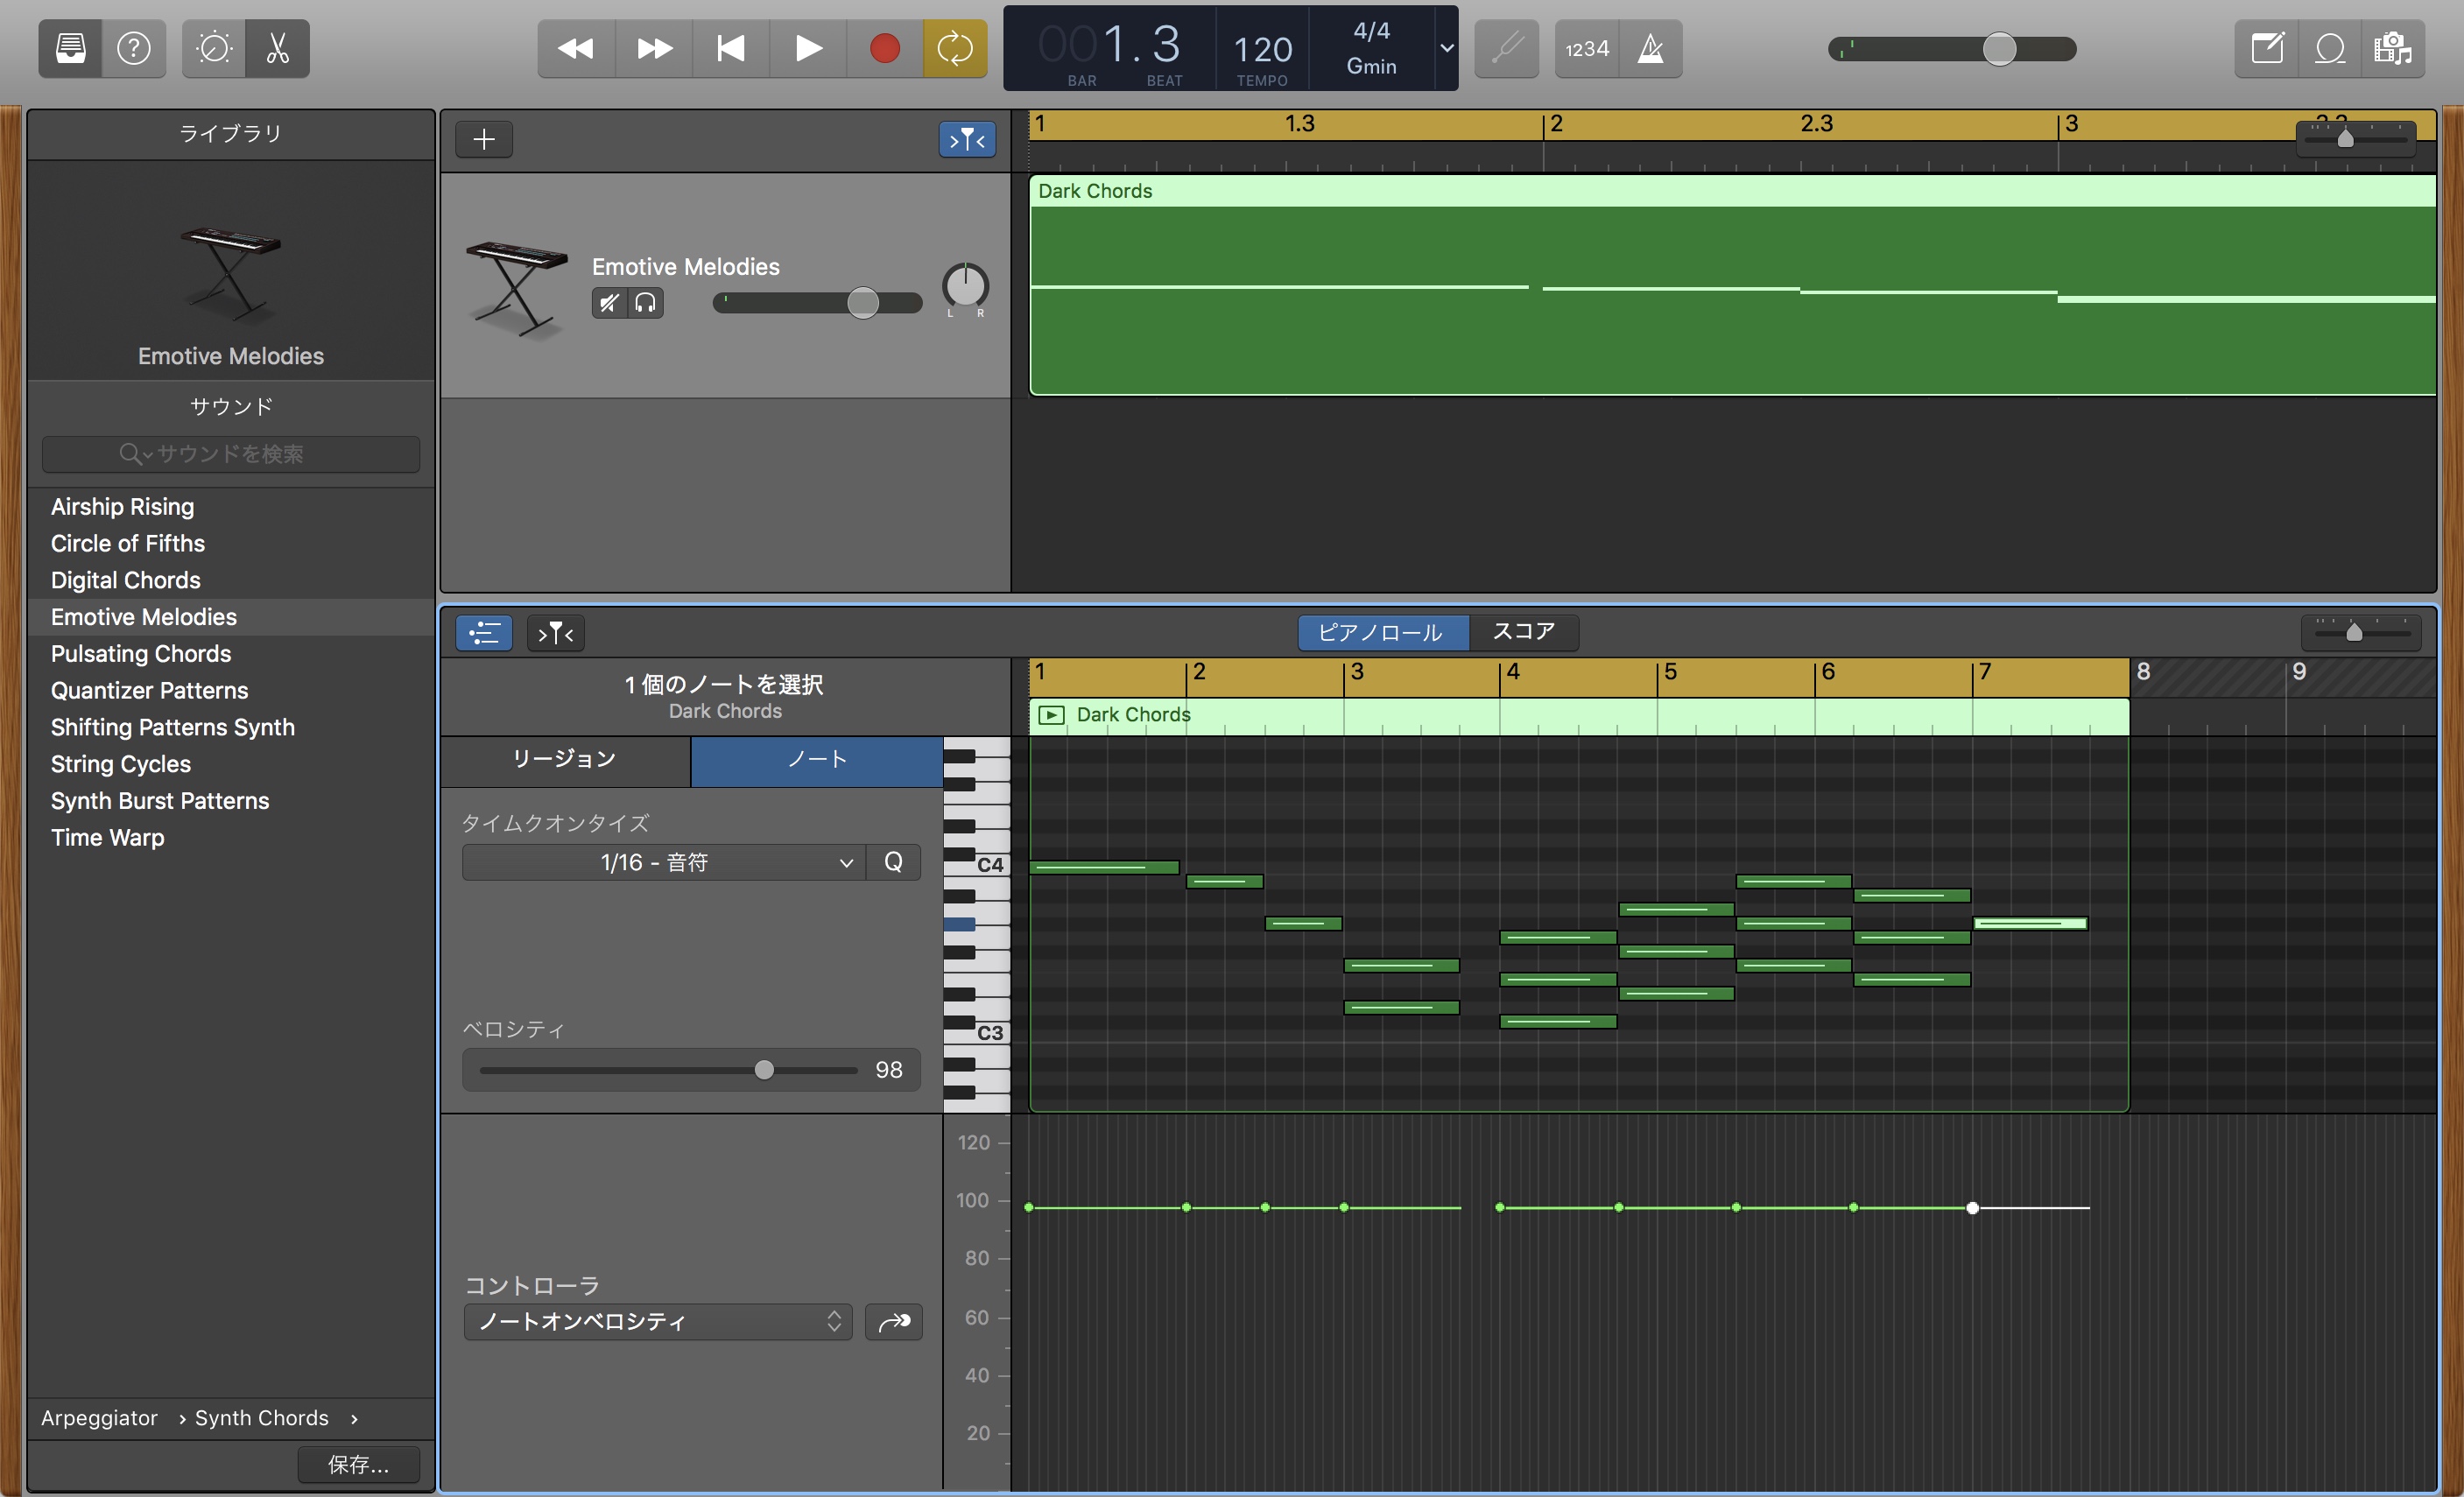 001.3
120
4/4
Gmin
BAR
BEAT
TEMPO
1234
ライブラリ
Emotive Melodies
サウンド
サウンドを検索
Airship Rising
Circle of Fifths
Digital Chords
Emotive Melodies
Pulsating Chords
Quantizer Patterns
Shifting Patterns Synth
String Cycles
Synth Burst Patterns
Time Warp
Arpeggiator › Synth Chords ›
保存...
1 1.3 2 2.3 3
Emotive Melodies
L R
Dark Chords
ピアノロール スコア
1個のノートを選択
Dark Chords
1 2 3 4 5 6 7 8 9
Dark Chords
リージョン ノート
タイムクオンタイズ
1/16 - 音符
Q
ベロシティ
98
C4
C3
コントローラ
ノートオンベロシティ
120
100
80
60
40
20